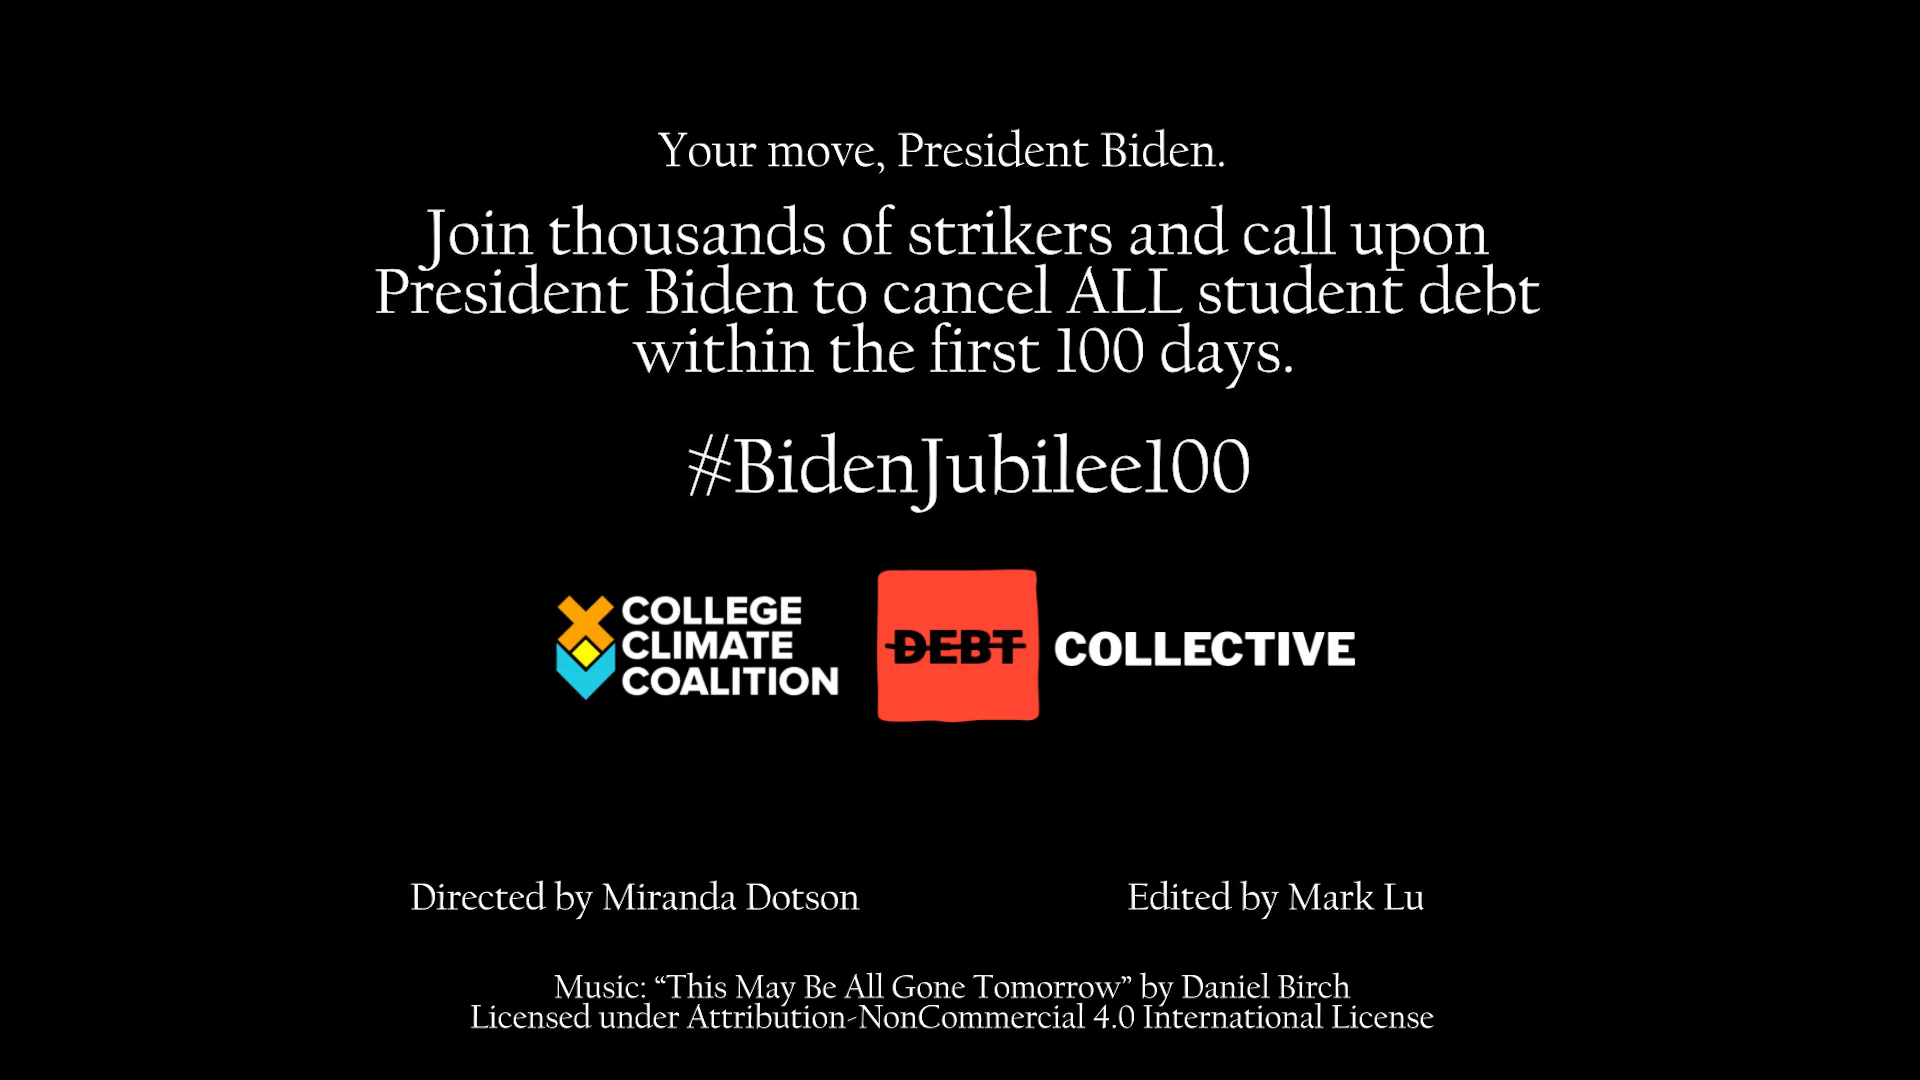 Your move, President Biden.
Join thousands of strikers and call upon
President Biden to cancel ALL student debt
within the first 100 days.
#BidenJubilee100
COLLEGE
CLIMATE
COALITION
DEBT COLLECTIVE
Directed by Miranda Dotson
Edited by Mark Lu
Music: “This May Be All Gone Tomorrow” by Daniel Birch
Licensed under Attribution-NonCommercial 4.0 International License